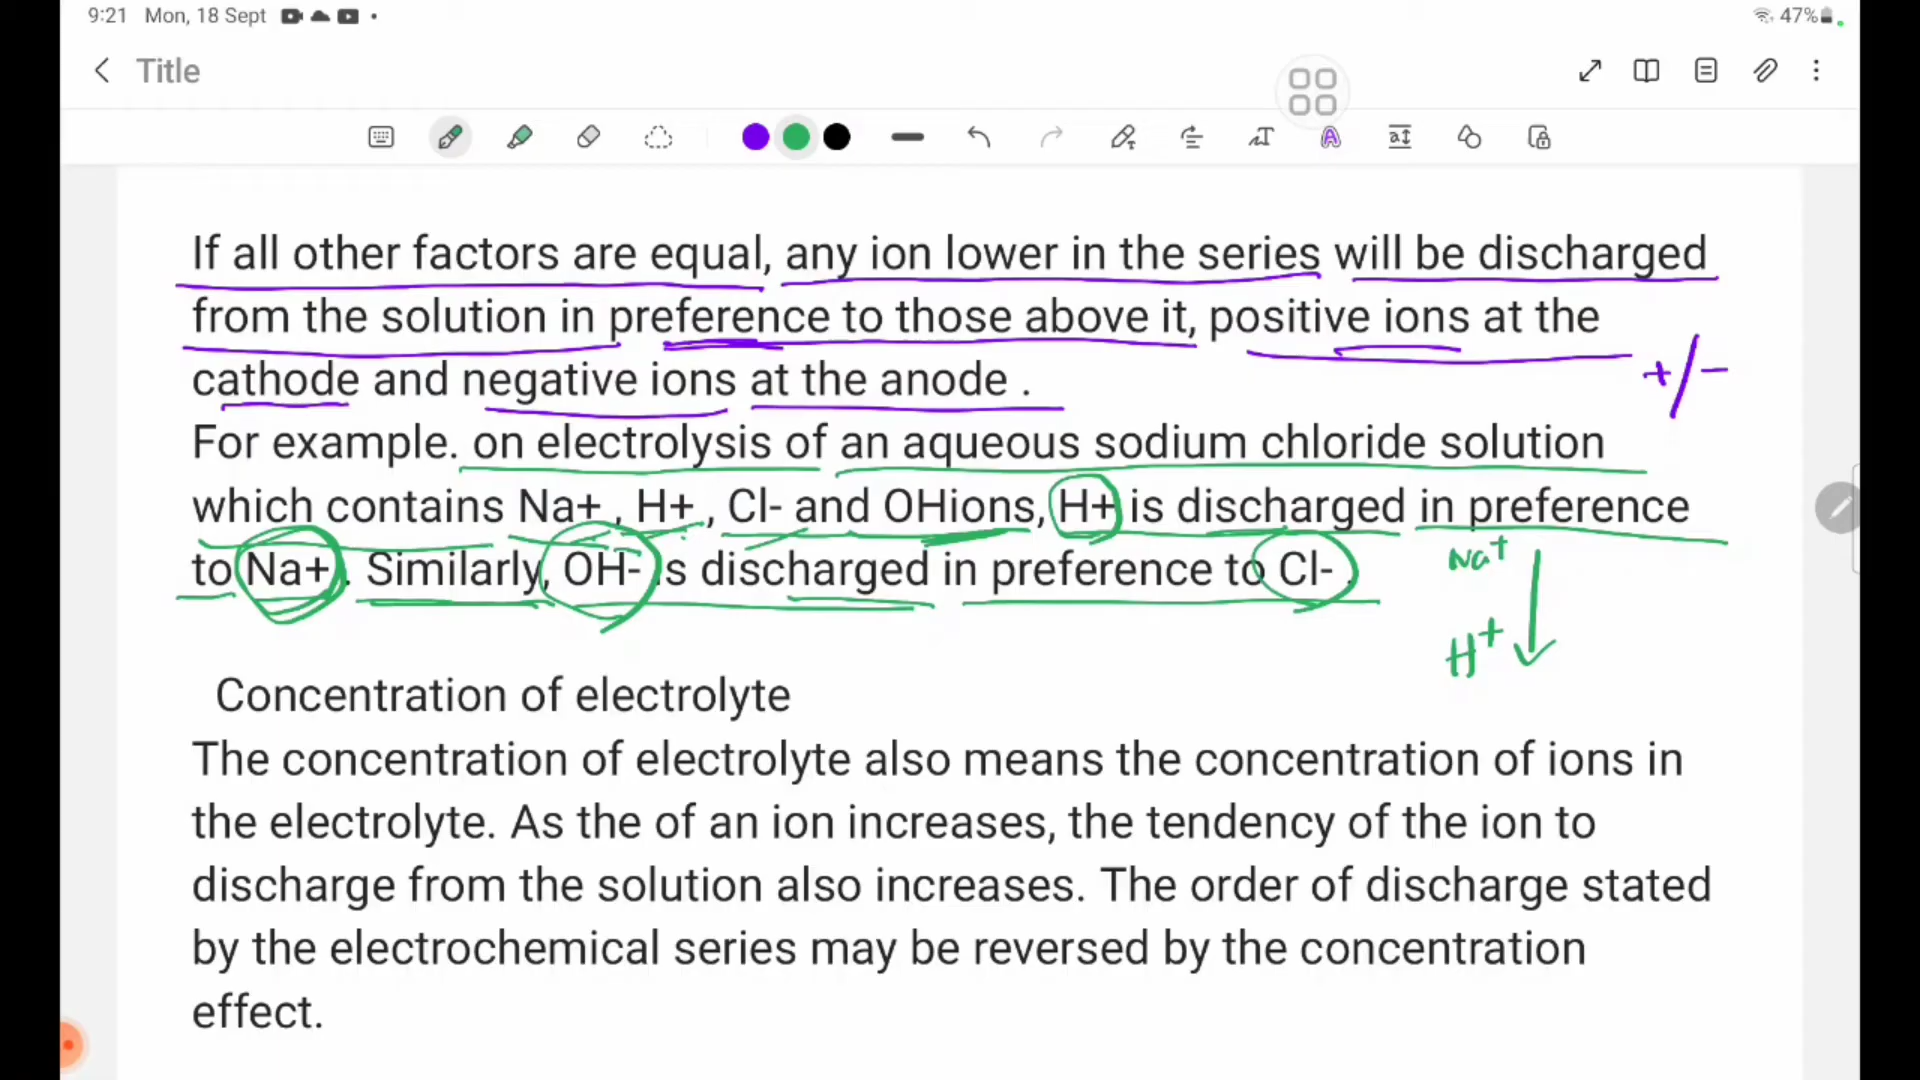 9:21 Mon, 18 Sept
47%
Title
If all other factors are equal, any ion lower in the series will be discharged
from the solution in preference to those above it, positive ions at the
cathode and negative ions at the anode .
+/-
For example. on electrolysis of an aqueous sodium chloride solution
which contains Na+ , H+ , Cl- and OHions, H+ is discharged in preference
to Na+ . Similarly, OH- is discharged in preference to Cl- .
Na+
H+
Concentration of electrolyte
The concentration of electrolyte also means the concentration of ions in
the electrolyte. As the of an ion increases, the tendency of the ion to
discharge from the solution also increases. The order of discharge stated
by the electrochemical series may be reversed by the concentration
effect.